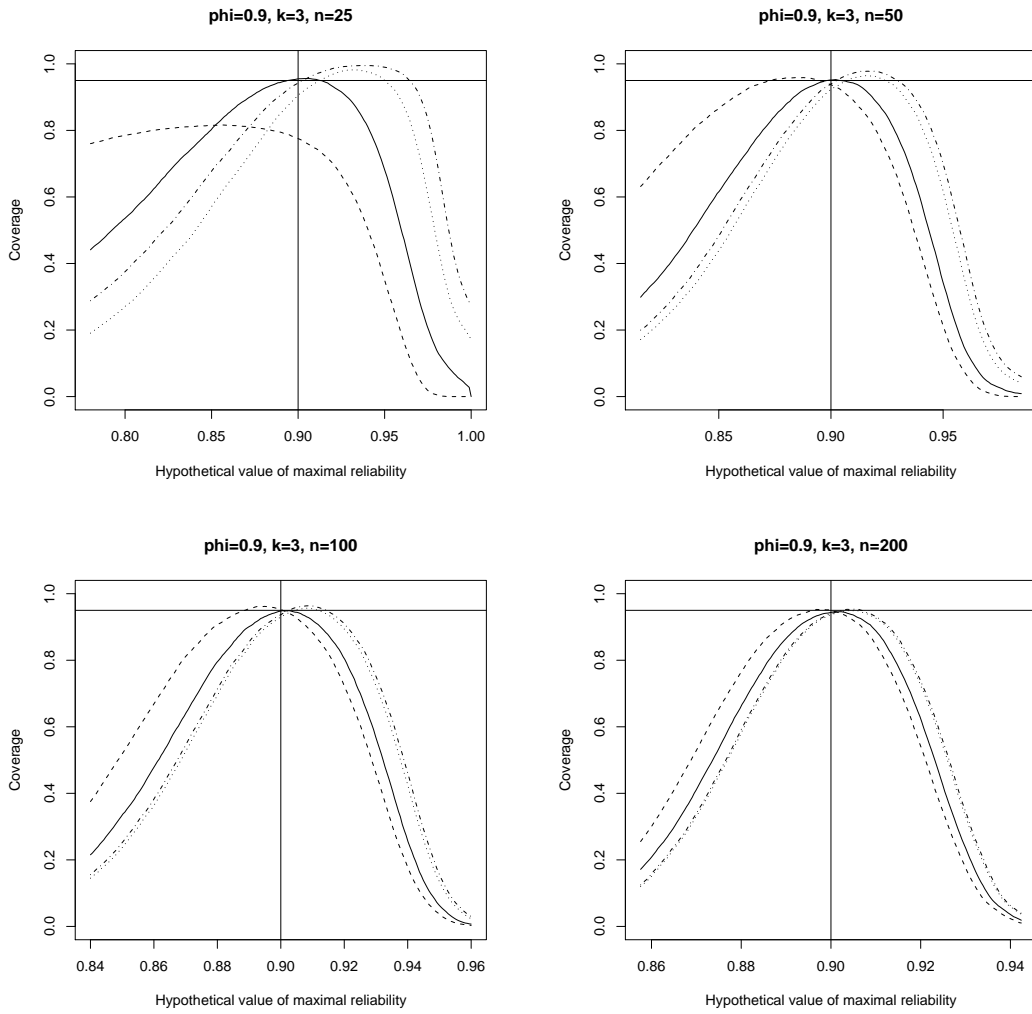 phi=0.9, k=3, n=25
Coverage
1.0
0.8
0.6
0.4
0.2
0.0
0.80 0.85 0.90 0.95 1.00
Hypothetical value of maximal reliability
phi=0.9, k=3, n=50
Coverage
1.0
0.8
0.6
0.4
0.2
0.0
0.85 0.90 0.95
Hypothetical value of maximal reliability
phi=0.9, k=3, n=100
Coverage
1.0
0.8
0.6
0.4
0.2
0.0
0.84 0.86 0.88 0.90 0.92 0.94 0.96
Hypothetical value of maximal reliability
phi=0.9, k=3, n=200
Coverage
1.0
0.8
0.6
0.4
0.2
0.0
0.86 0.88 0.90 0.92 0.94
Hypothetical value of maximal reliability